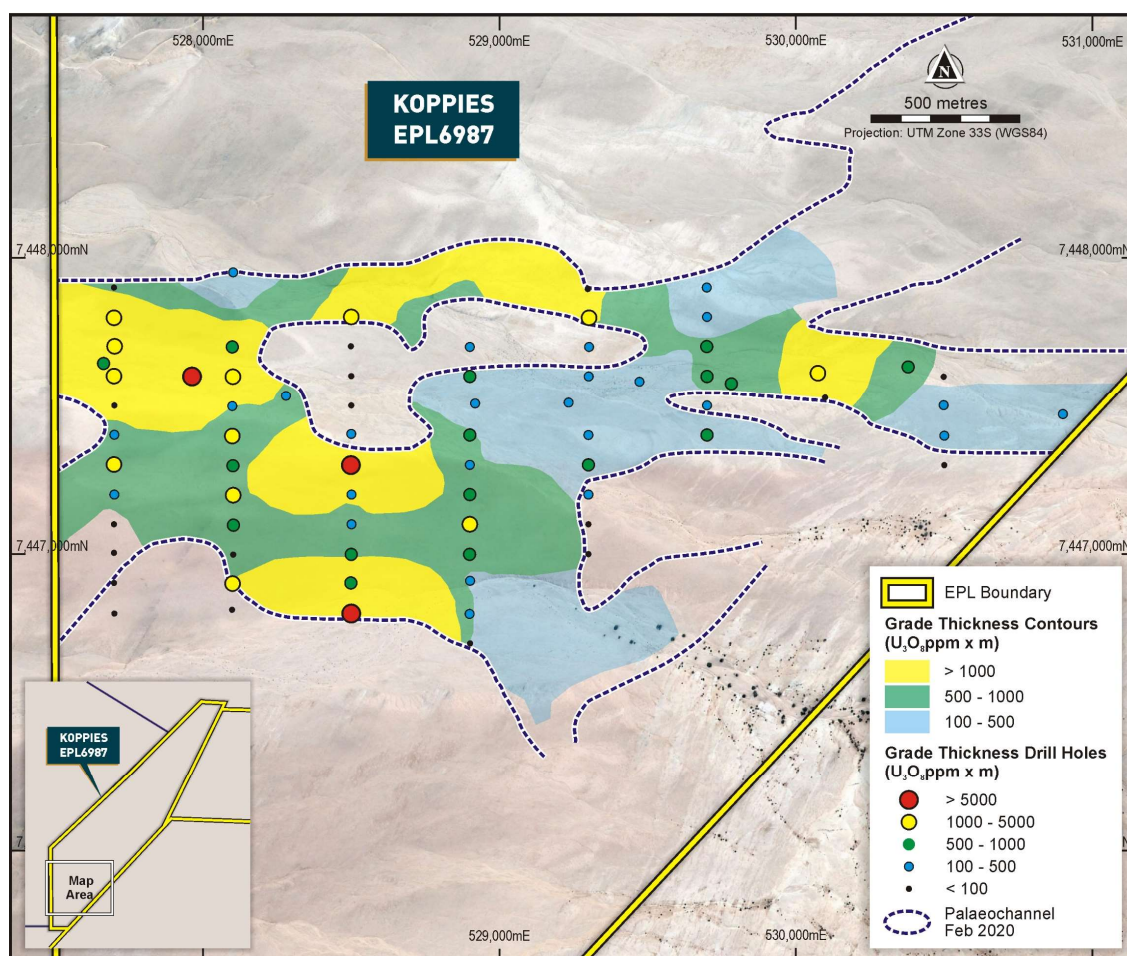 528,000mE
529,000mE
530,000mE
531,000mE
KOPPIES
EPL6987
N
500 metres
Projection: UTM Zone 33S (WGS84)
7,448,000mN
7,448,000mN
7,447,000mN
7,447,000mN
EPL Boundary
Grade Thickness Contours
(U₃O₈ppm x m)
> 1000
500 - 1000
100 - 500
Grade Thickness Drill Holes
(U₃O₈ppm x m)
> 5000
1000 - 5000
500 - 1000
100 - 500
< 100
Palaeochannel
Feb 2020
KOPPIES
EPL6987
Map
Area
529,000mE
530,000mE